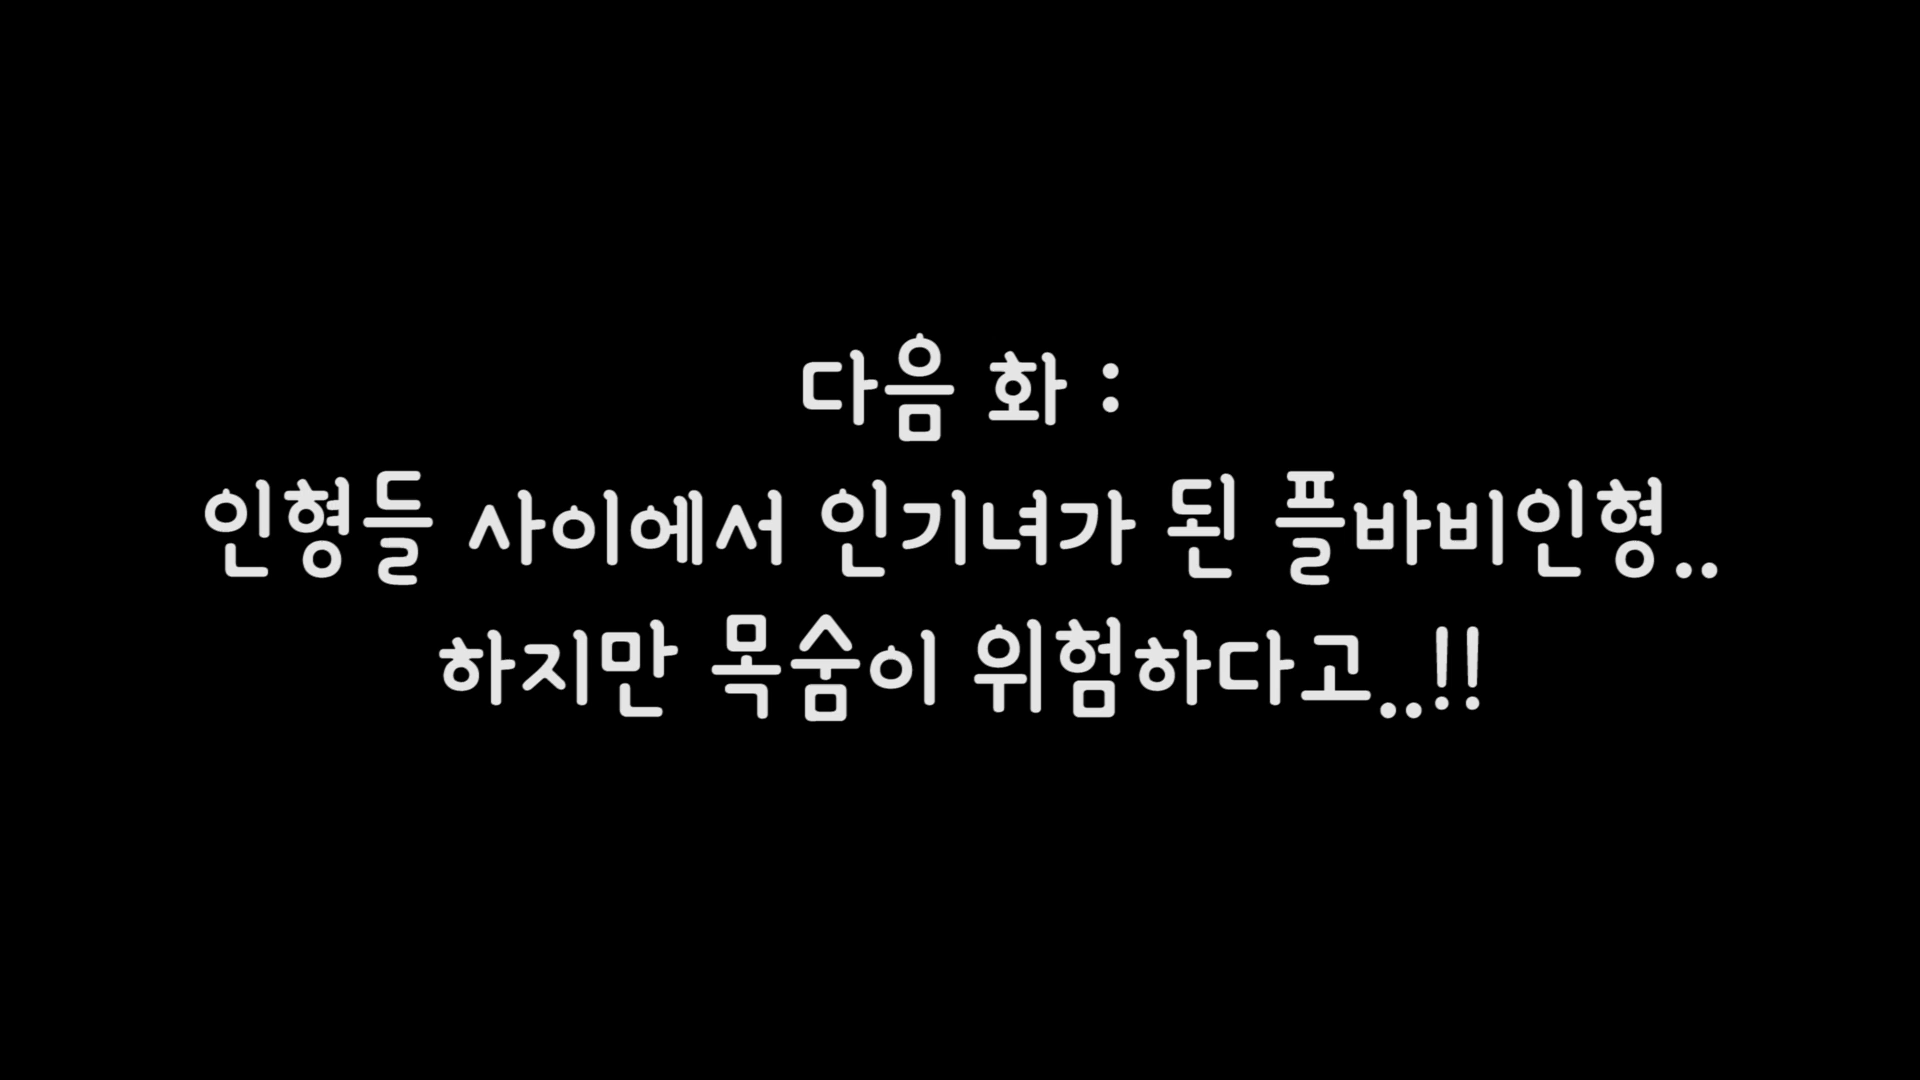 다음 화 :
인형들 사이에서 인기녀가 된 플바비인형..
하지만 목숨이 위험하다고..!!